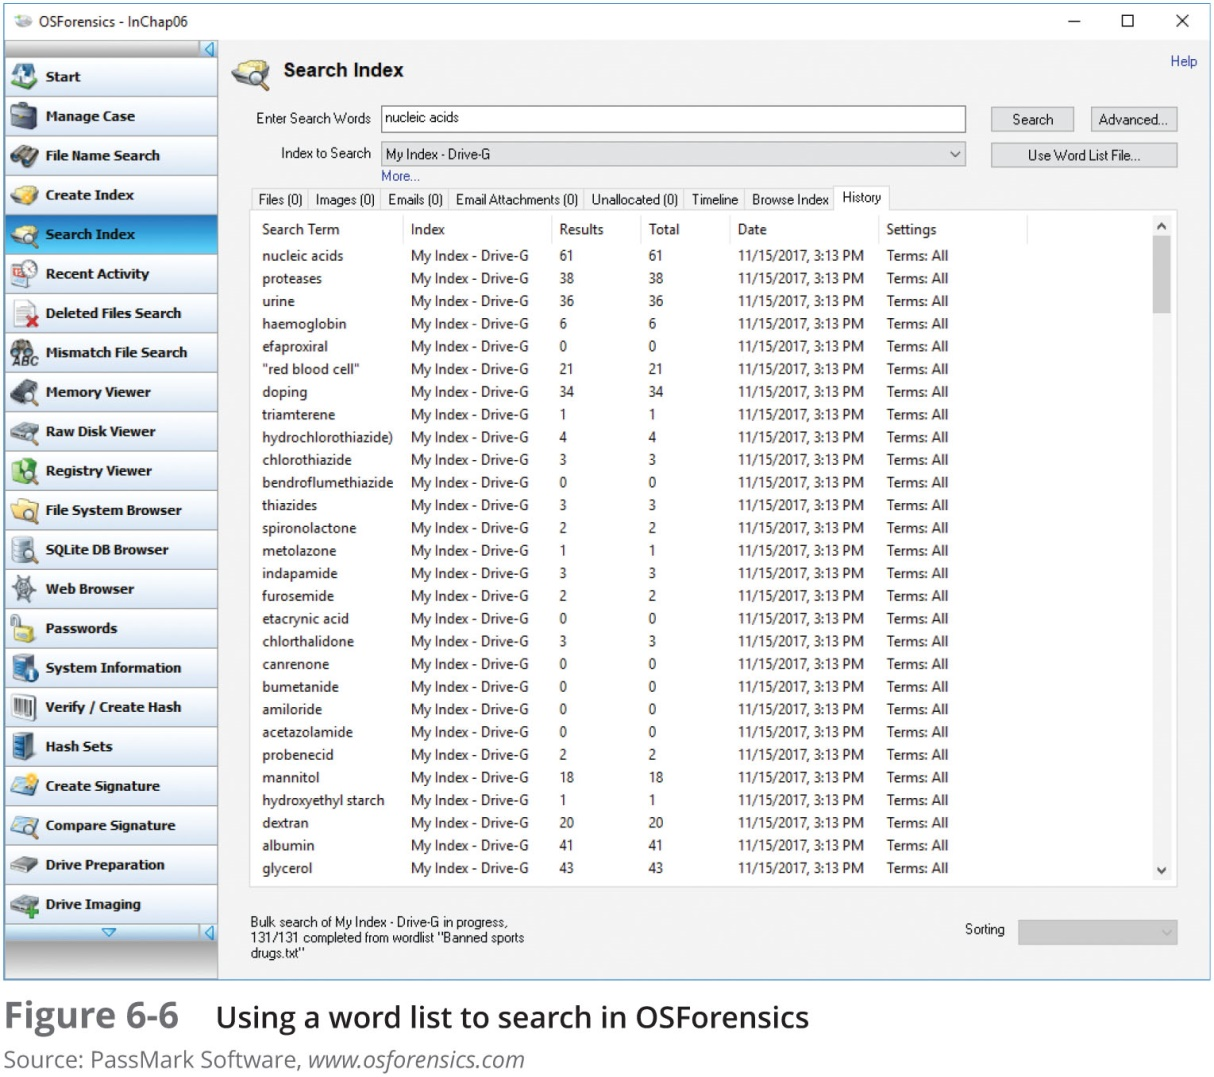 OSForensics - InChap06
Start
Manage Case
File Name Search
Create Index
Search Index
Recent Activity
Deleted Files Search
Mismatch File Search
Memory Viewer
Raw Disk Viewer
Registry Viewer
File System Browser
SQLite DB Browser
Web Browser
Passwords
System Information
Verify / Create Hash
Hash Sets
Create Signature
Compare Signature
Drive Preparation
Drive Imaging
Search Index
Help
Enter Search Words nucleic acids Search Advanced...
Index to Search My Index - Drive-G Use Word List File...
More...
Files (0) Images (0) Emails (0) Email Attachments (0) Unallocated (0) Timeline Browse Index History
Search Term Index Results Total Date Settings
nucleic acids My Index - Drive-G 61 61 11/15/2017, 3:13 PM Terms: All
proteases My Index - Drive-G 38 38 11/15/2017, 3:13 PM Terms: All
urine My Index - Drive-G 36 36 11/15/2017, 3:13 PM Terms: All
haemoglobin My Index - Drive-G 6 6 11/15/2017, 3:13 PM Terms: All
efaproxiral My Index - Drive-G 0 0 11/15/2017, 3:13 PM Terms: All
"red blood cell" My Index - Drive-G 21 21 11/15/2017, 3:13 PM Terms: All
doping My Index - Drive-G 34 34 11/15/2017, 3:13 PM Terms: All
triamterene My Index - Drive-G 1 1 11/15/2017, 3:13 PM Terms: All
hydrochlorothiazide) My Index - Drive-G 4 4 11/15/2017, 3:13 PM Terms: All
chlorothiazide My Index - Drive-G 3 3 11/15/2017, 3:13 PM Terms: All
bendroflumethiazide My Index - Drive-G 0 0 11/15/2017, 3:13 PM Terms: All
thiazides My Index - Drive-G 3 3 11/15/2017, 3:13 PM Terms: All
spironolactone My Index - Drive-G 2 2 11/15/2017, 3:13 PM Terms: All
metolazone My Index - Drive-G 1 1 11/15/2017, 3:13 PM Terms: All
indapamide My Index - Drive-G 3 3 11/15/2017, 3:13 PM Terms: All
furosemide My Index - Drive-G 2 2 11/15/2017, 3:13 PM Terms: All
etacrynic acid My Index - Drive-G 0 0 11/15/2017, 3:13 PM Terms: All
chlorthalidone My Index - Drive-G 3 3 11/15/2017, 3:13 PM Terms: All
canrenone My Index - Drive-G 0 0 11/15/2017, 3:13 PM Terms: All
bumetanide My Index - Drive-G 0 0 11/15/2017, 3:13 PM Terms: All
amiloride My Index - Drive-G 0 0 11/15/2017, 3:13 PM Terms: All
acetazolamide My Index - Drive-G 0 0 11/15/2017, 3:13 PM Terms: All
probenecid My Index - Drive-G 2 2 11/15/2017, 3:13 PM Terms: All
mannitol My Index - Drive-G 18 18 11/15/2017, 3:13 PM Terms: All
hydroxyethyl starch My Index - Drive-G 1 1 11/15/2017, 3:13 PM Terms: All
dextran My Index - Drive-G 20 20 11/15/2017, 3:13 PM Terms: All
albumin My Index - Drive-G 41 41 11/15/2017, 3:13 PM Terms: All
glycerol My Index - Drive-G 43 43 11/15/2017, 3:13 PM Terms: All
Bulk search of My Index - Drive-G in progress,
131/131 completed from wordlist "Banned sports
drugs.txt"
Sorting
Figure 6-6 Using a word list to search in OSForensics
Source: PassMark Software, www.osforensics.com